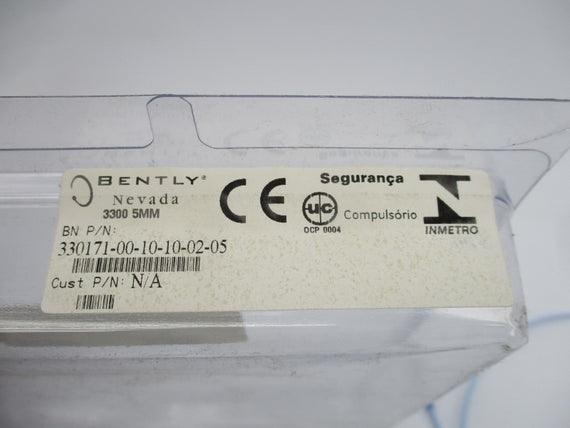 BENTLY
Nevada
3300 5MM
BN P/N:
330171-00-10-10-02-05
Cust P/N: N/A
CE
Segurança
UC
OCP 0004
Compulsório
INMETRO